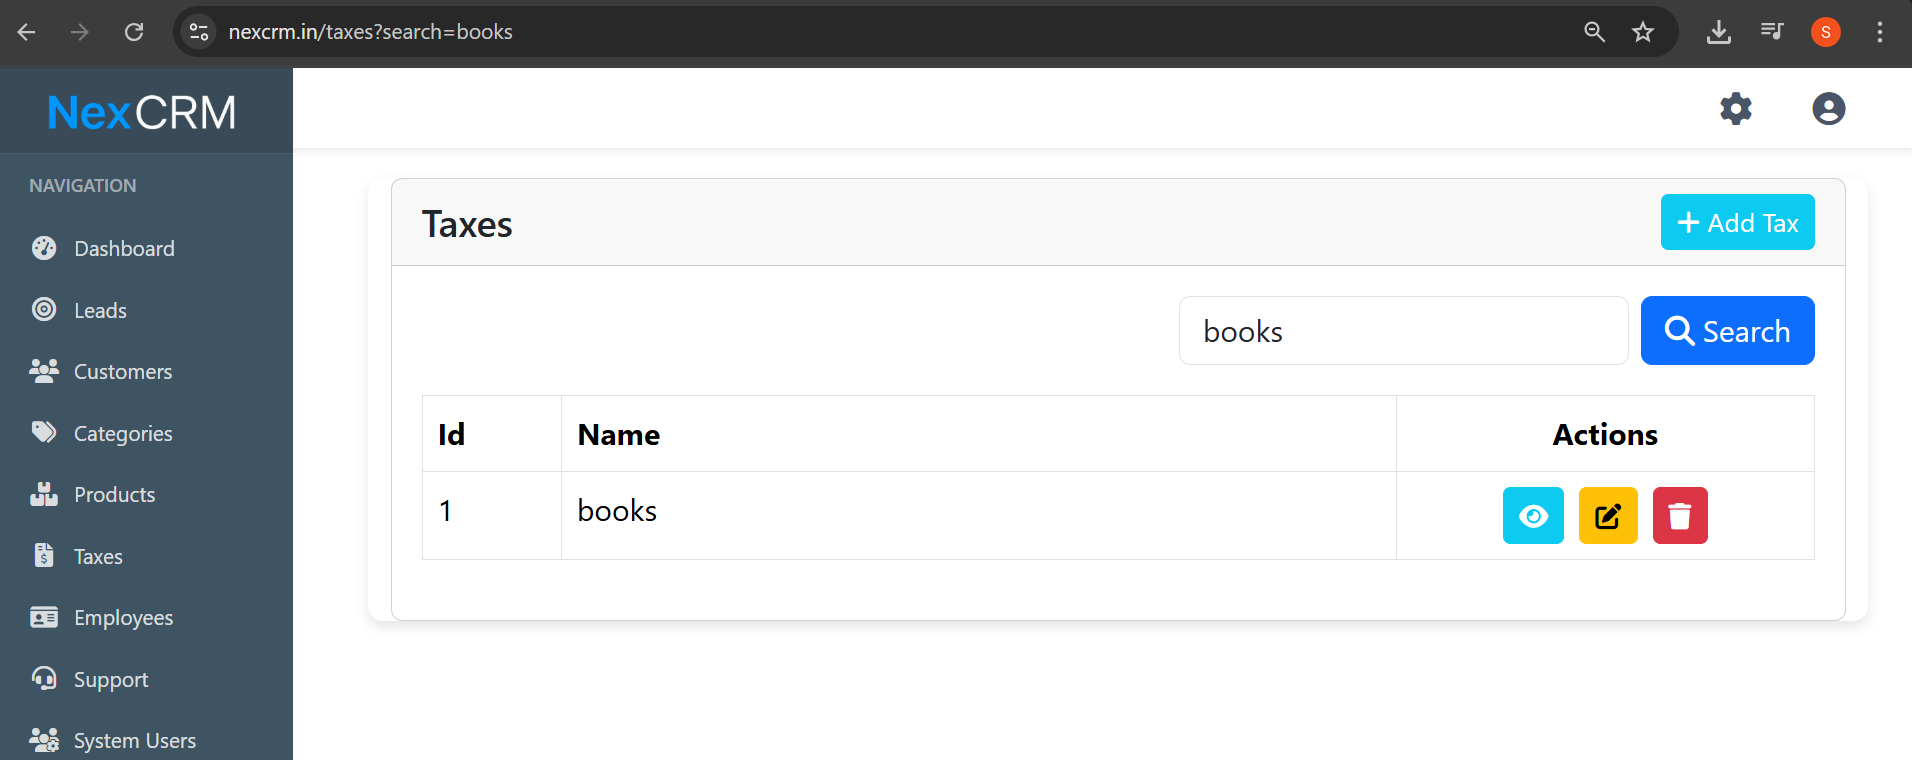 nexcrm.in/taxes?search=books
S
NexCRM
NAVIGATION
Dashboard
Leads
Customers
Categories
Products
Taxes
Employees
Support
System Users
Taxes
Add Tax
books
Search
Id Name Actions
1 books